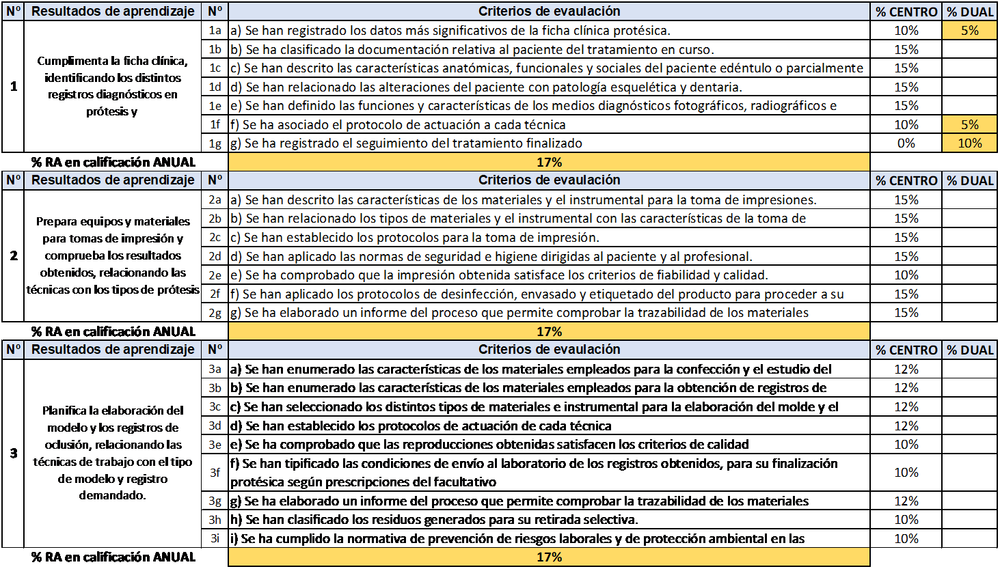 Nº Resultados de aprendizaje Nº Criterios de evaulación % CENTRO % DUAL
1 Cumplimenta la ficha clínica, identificando los distintos registros diagnósticos en prótesis y
1a a) Se han registrado los datos más significativos de la ficha clínica protésica. 10% 5%
1b b) Se ha clasificado la documentación relativa al paciente del tratamiento en curso. 15%
1c c) Se han descrito las características anatómicas, funcionales y sociales del paciente edéntulo o parcialmente 15%
1d d) Se han relacionado las alteraciones del paciente con patología esquelética y dentaria. 15%
1e e) Se han definido las funciones y características de los medios diagnósticos fotográficos, radiográficos e 15%
1f f) Se ha asociado el protocolo de actuación a cada técnica 10% 5%
1g g) Se ha registrado el seguimiento del tratamiento finalizado 0% 10%
% RA en calificación ANUAL 17%
Nº Resultados de aprendizaje Nº Criterios de evaulación % CENTRO % DUAL
2 Prepara equipos y materiales para tomas de impresión y comprueba los resultados obtenidos, relacionando las técnicas con los tipos de prótesis
2a a) Se han descrito las características de los materiales y el instrumental para la toma de impresiones. 15%
2b b) Se han relacionado los tipos de materiales y el instrumental con las características de la toma de 15%
2c c) Se han establecido los protocolos para la toma de impresión. 15%
2d d) Se han aplicado las normas de seguridad e higiene dirigidas al paciente y al profesional. 15%
2e e) Se ha comprobado que la impresión obtenida satisface los criterios de fiabilidad y calidad. 10%
2f f) Se han aplicado los protocolos de desinfección, envasado y etiquetado del producto para proceder a su 15%
2g g) Se ha elaborado un informe del proceso que permite comprobar la trazabilidad de los materiales 15%
% RA en calificación ANUAL 17%
Nº Resultados de aprendizaje Nº Criterios de evaulación % CENTRO % DUAL
3 Planifica la elaboración del modelo y los registros de oclusión, relacionando las técnicas de trabajo con el tipo de modelo y registro demandado.
3a a) Se han enumerado las características de los materiales empleados para la confección y el estudio del 12%
3b b) Se han enumerado las características de los materiales empleados para la obtención de registros de 12%
3c c) Se han seleccionado los distintos tipos de materiales e instrumental para la elaboración del molde y el 12%
3d d) Se han establecido los protocolos de actuación de cada técnica 12%
3e e) Se ha comprobado que las reproducciones obtenidas satisfacen los criterios de calidad 10%
3f f) Se han tipificado las condiciones de envío al laboratorio de los registros obtenidos, para su finalización
protésica según prescripciones del facultativo 10%
3g g) Se ha elaborado un informe del proceso que permite comprobar la trazabilidad de los materiales 12%
3h h) Se han clasificado los residuos generados para su retirada selectiva. 10%
3i i) Se ha cumplido la normativa de prevención de riesgos laborales y de protección ambiental en las 10%
% RA en calificación ANUAL 17%